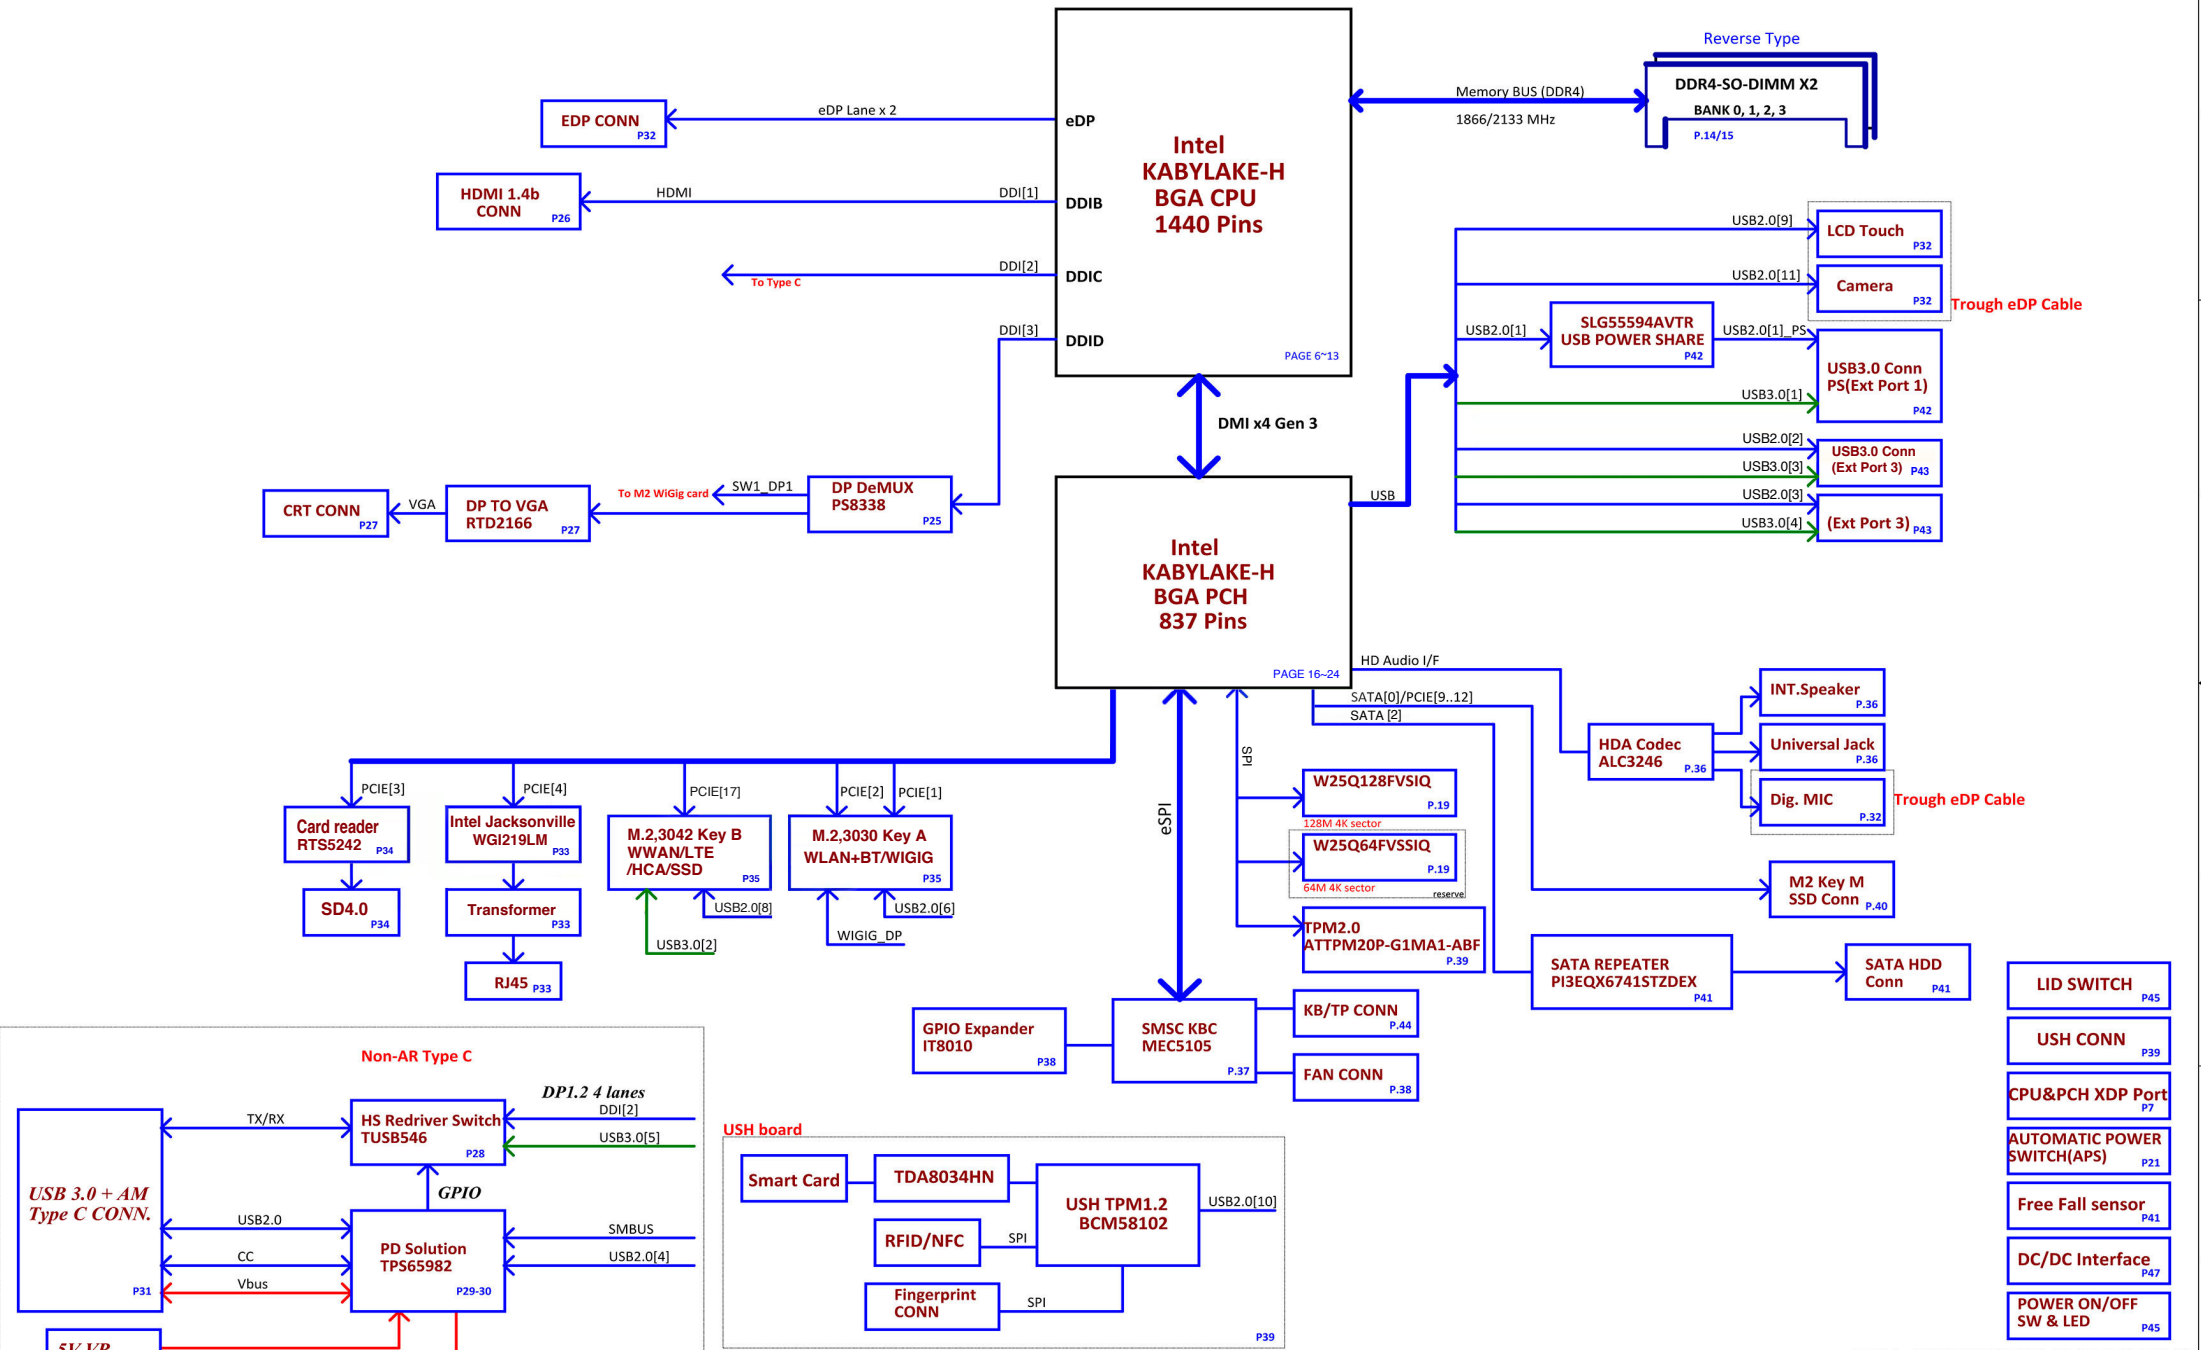 Reverse Type
DDR4-SO-DIMM X2
BANK 0, 1, 2, 3
P.14/15
Memory BUS (DDR4)
1866/2133 MHz
Intel
KABYLAKE-H
BGA CPU
1440 Pins
PAGE 6~13
eDP
DDIB
DDIC
DDID
eDP Lane x 2
EDP CONN
P32
HDMI 1.4b
CONN
P26
HDMI
DDI[1]
DDI[2]
To Type C
DDI[3]
DMI x4 Gen 3
USB2.0[9]
LCD Touch
P32
USB2.0[11]
Camera
P32
Trough eDP Cable
USB2.0[1]
SLG55594AVTR
USB POWER SHARE
P42
USB2.0[1]_PS
USB3.0 Conn
PS(Ext Port 1)
P42
USB3.0[1]
USB2.0[2]
USB3.0[3]
USB3.0 Conn
(Ext Port 3)
P43
USB2.0[3]
USB3.0[4]
(Ext Port 3)
P43
USB
CRT CONN
P27
VGA
DP TO VGA
RTD2166
P27
To M2 WiGig card
SW1_DP1
DP DeMUX
PS8338
P25
Intel
KABYLAKE-H
BGA PCH
837 Pins
PAGE 16~24
HD Audio I/F
SATA[0]/PCIE[9..12]
SATA [2]
HDA Codec
ALC3246
P.36
INT.Speaker
P.36
Universal Jack
P.36
Dig. MIC
P.32
Trough eDP Cable
PCIE[3]
PCIE[4]
PCIE[17]
PCIE[2]
PCIE[1]
Card reader
RTS5242
P34
SD4.0
P34
Intel Jacksonville
WGI219LM
P33
Transformer
P33
RJ45
P33
M.2,3042 Key B
WWAN/LTE
/HCA/SSD
P35
USB2.0[8]
USB3.0[2]
M.2,3030 Key A
WLAN+BT/WIGIG
P35
USB2.0[6]
WIGIG_DP
eSPI
SPI
W25Q128FVSIQ
P.19
128M 4K sector
W25Q64FVSSIQ
P.19
64M 4K sector
reserve
TPM2.0
ATTPM20P-G1MA1-ABF
P.39
M2 Key M
SSD Conn
P.40
SATA REPEATER
PI3EQX6741STZDEX
P41
SATA HDD
Conn
P41
GPIO Expander
IT8010
P38
SMSC KBC
MEC5105
P.37
KB/TP CONN
P.44
FAN CONN
P.38
LID SWITCH
P45
USH CONN
P39
CPU&PCH XDP Port
P7
AUTOMATIC POWER
SWITCH(APS)
P21
Free Fall sensor
P41
DC/DC Interface
P47
POWER ON/OFF
SW & LED
P45
Non-AR Type C
DP1.2 4 lanes
DDI[2]
USB3.0[5]
TX/RX
HS Redriver Switch
TUSB546
P28
GPIO
USB 3.0 + AM
Type C CONN.
P31
USB2.0
CC
Vbus
PD Solution
TPS65982
P29-30
SMBUS
USB2.0[4]
5V VR
USH board
Smart Card
TDA8034HN
RFID/NFC
SPI
USH TPM1.2
BCM58102
USB2.0[10]
Fingerprint
CONN
SPI
P39